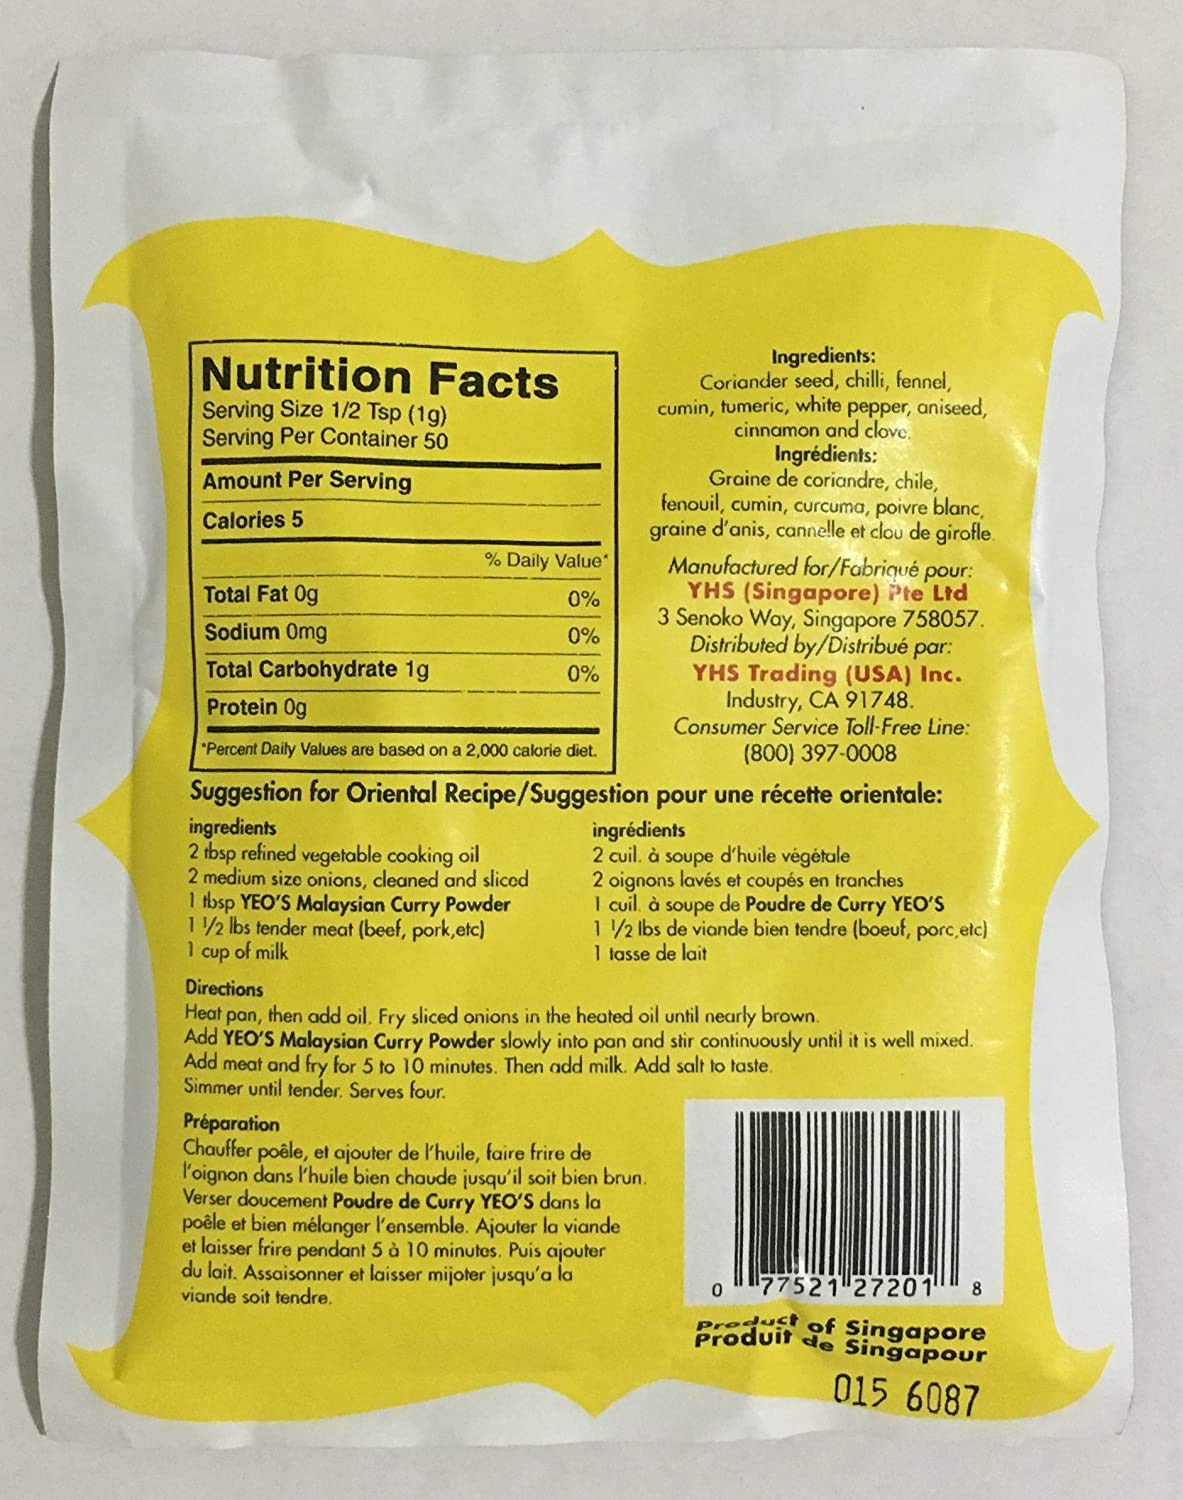 Nutrition Facts
Serving Size 1/2 Tsp (1g)
Serving Per Container 50
Amount Per Serving
Calories 5
% Daily Value*
Total Fat 0g 0%
Sodium 0mg 0%
Total Carbohydrate 1g 0%
Protein 0g
*Percent Daily Values are based on a 2,000 calorie diet.
Ingredients:
Coriander seed, chilli, fennel,
cumin, tumeric, white pepper, aniseed,
cinnamon and clove.
Ingrédients:
Graine de coriandre, chile,
fenouil, cumin, curcuma, poivre blanc,
graine d'anis, cannelle et clou de girofle.
Manufactured for/Fabriqué pour:
YHS (Singapore) Pte Ltd
3 Senoko Way, Singapore 758057.
Distributed by/Distribué par:
YHS Trading (USA) Inc.
Industry, CA 91748.
Consumer Service Toll-Free Line:
(800) 397-0008
Suggestion for Oriental Recipe/Suggestion pour une récette orientale:
ingredients
2 tbsp refined vegetable cooking oil
2 medium size onions, cleaned and sliced
1 tbsp YEO'S Malaysian Curry Powder
1 1/2 lbs tender meat (beef, pork,etc)
1 cup of milk
ingrédients
2 cuil. à soupe d'huile végétale
2 oignons lavés et coupés en tranches
1 cuil. à soupe de Poudre de Curry YEO'S
1 1/2 lbs de viande bien tendre (boeuf, porc,etc)
1 tasse de lait
Directions
Heat pan, then add oil. Fry sliced onions in the heated oil until nearly brown.
Add YEO'S Malaysian Curry Powder slowly into pan and stir continuously until it is well mixed.
Add meat and fry for 5 to 10 minutes. Then add milk. Add salt to taste.
Simmer until tender. Serves four.
Préparation
Chauffer poêle, et ajouter de l'huile, faire frire de
l'oignon dans l'huile bien chaude jusqu'il soit bien brun.
Verser doucement Poudre de Curry YEO'S dans la
poêle et bien mélanger l'ensemble. Ajouter la viande
et laisser frire pendant 5 à 10 minutes. Puis ajouter
du lait. Assaisonner et laisser mijoter jusqu'a la
viande soit tendre.
0 77521 27201 8
Product of Singapore
Produit de Singapour
015 6087